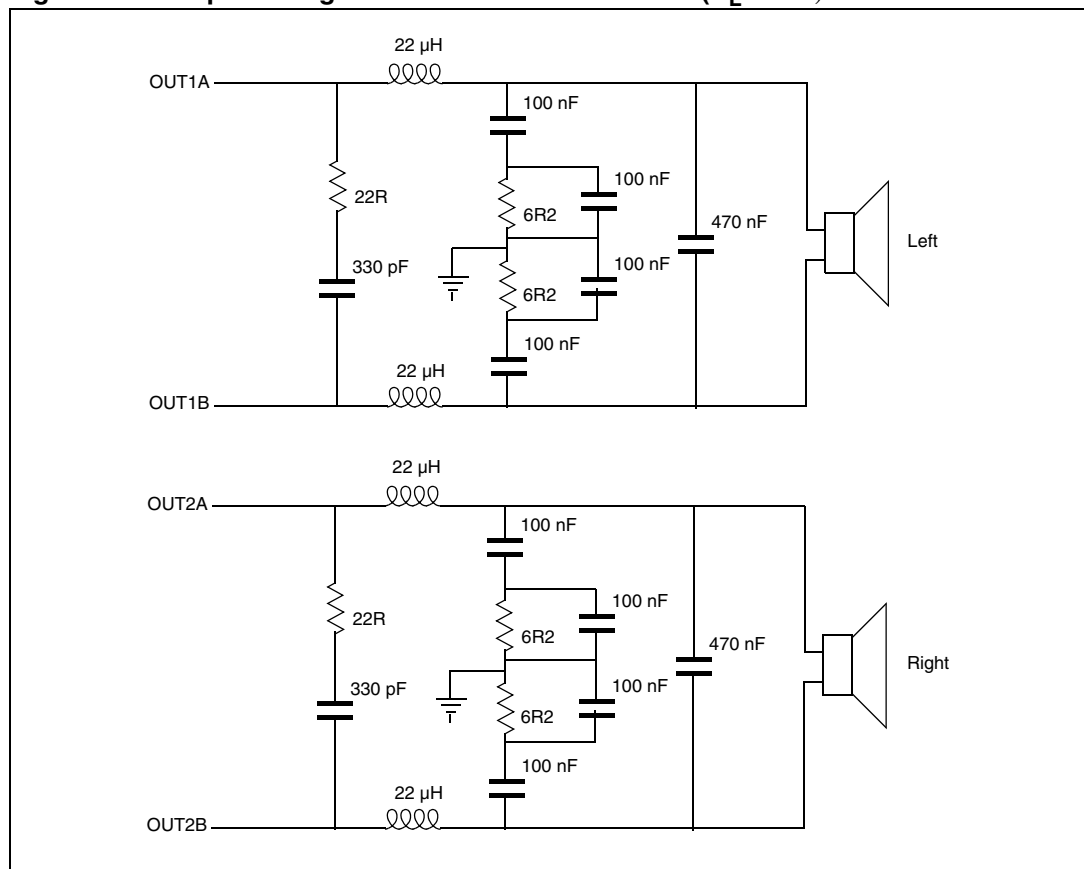 22 µH
OUT1A
100 nF
100 nF
22R
6R2
470 nF
Left
330 pF
100 nF
6R2
100 nF
22 µH
OUT1B
22 µH
OUT2A
100 nF
100 nF
22R
6R2
470 nF
Right
330 pF
100 nF
6R2
100 nF
22 µH
OUT2B